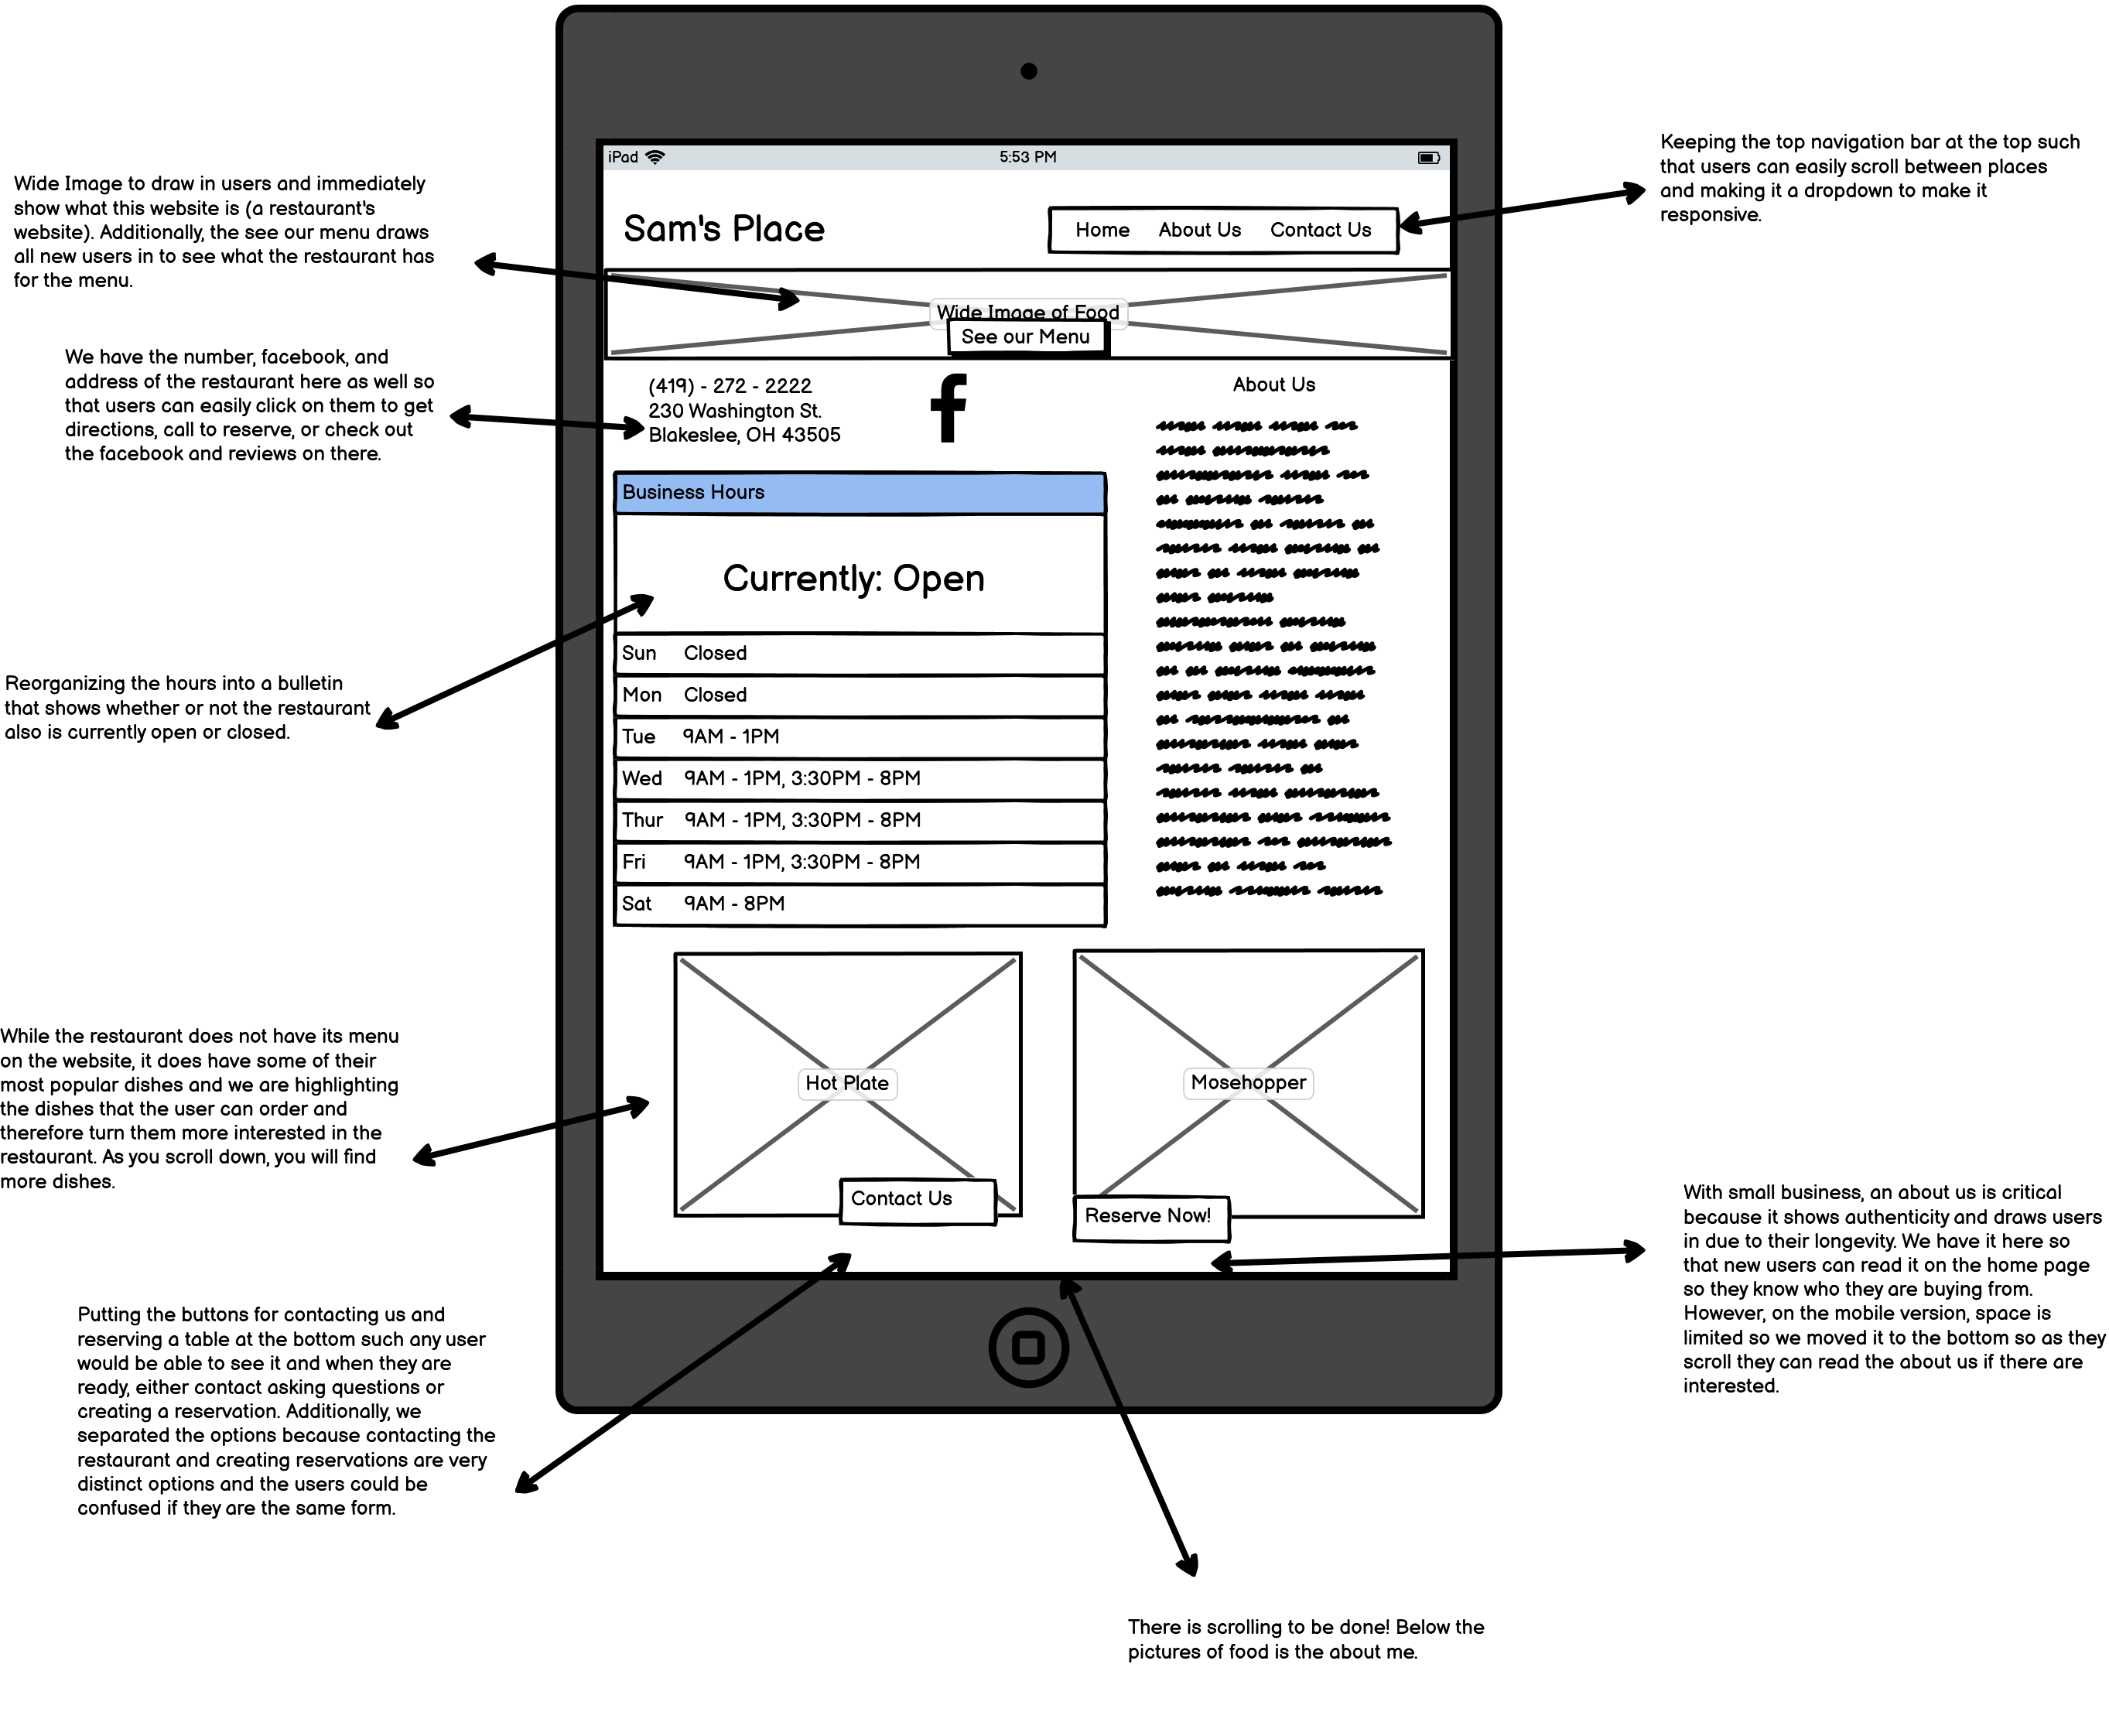 iPad
5:53 PM
Sam's Place
Home About Us Contact Us
Wide Image of Food
See our Menu
(419) - 272 - 2222
230 Washington St.
Blakeslee, OH 43505
About Us
Business Hours
Currently: Open
Sun Closed
Mon Closed
Tue 9AM - 1PM
Wed 9AM - 1PM, 3:30PM - 8PM
Thur 9AM - 1PM, 3:30PM - 8PM
Fri 9AM - 1PM, 3:30PM - 8PM
Sat 9AM - 8PM
Hot Plate
Mosehopper
Contact Us
Reserve Now!
Wide Image to draw in users and immediately
show what this website is (a restaurant's
website). Additionally, the see our menu draws
all new users in to see what the restaurant has
for the menu.
We have the number, facebook, and
address of the restaurant here as well so
that users can easily click on them to get
directions, call to reserve, or check out
the facebook and reviews on there.
Reorganizing the hours into a bulletin
that shows whether or not the restaurant
also is currently open or closed.
While the restaurant does not have its menu
on the website, it does have some of their
most popular dishes and we are highlighting
the dishes that the user can order and
therefore turn them more interested in the
restaurant. As you scroll down, you will find
more dishes.
Putting the buttons for contacting us and
reserving a table at the bottom such any user
would be able to see it and when they are
ready, either contact asking questions or
creating a reservation. Additionally, we
separated the options because contacting the
restaurant and creating reservations are very
distinct options and the users could be
confused if they are the same form.
Keeping the top navigation bar at the top such
that users can easily scroll between places
and making it a dropdown to make it
responsive.
With small business, an about us is critical
because it shows authenticity and draws users
in due to their longevity. We have it here so
that new users can read it on the home page
so they know who they are buying from.
However, on the mobile version, space is
limited so we moved it to the bottom so as they
scroll they can read the about us if there are
interested.
There is scrolling to be done! Below the
pictures of food is the about me.